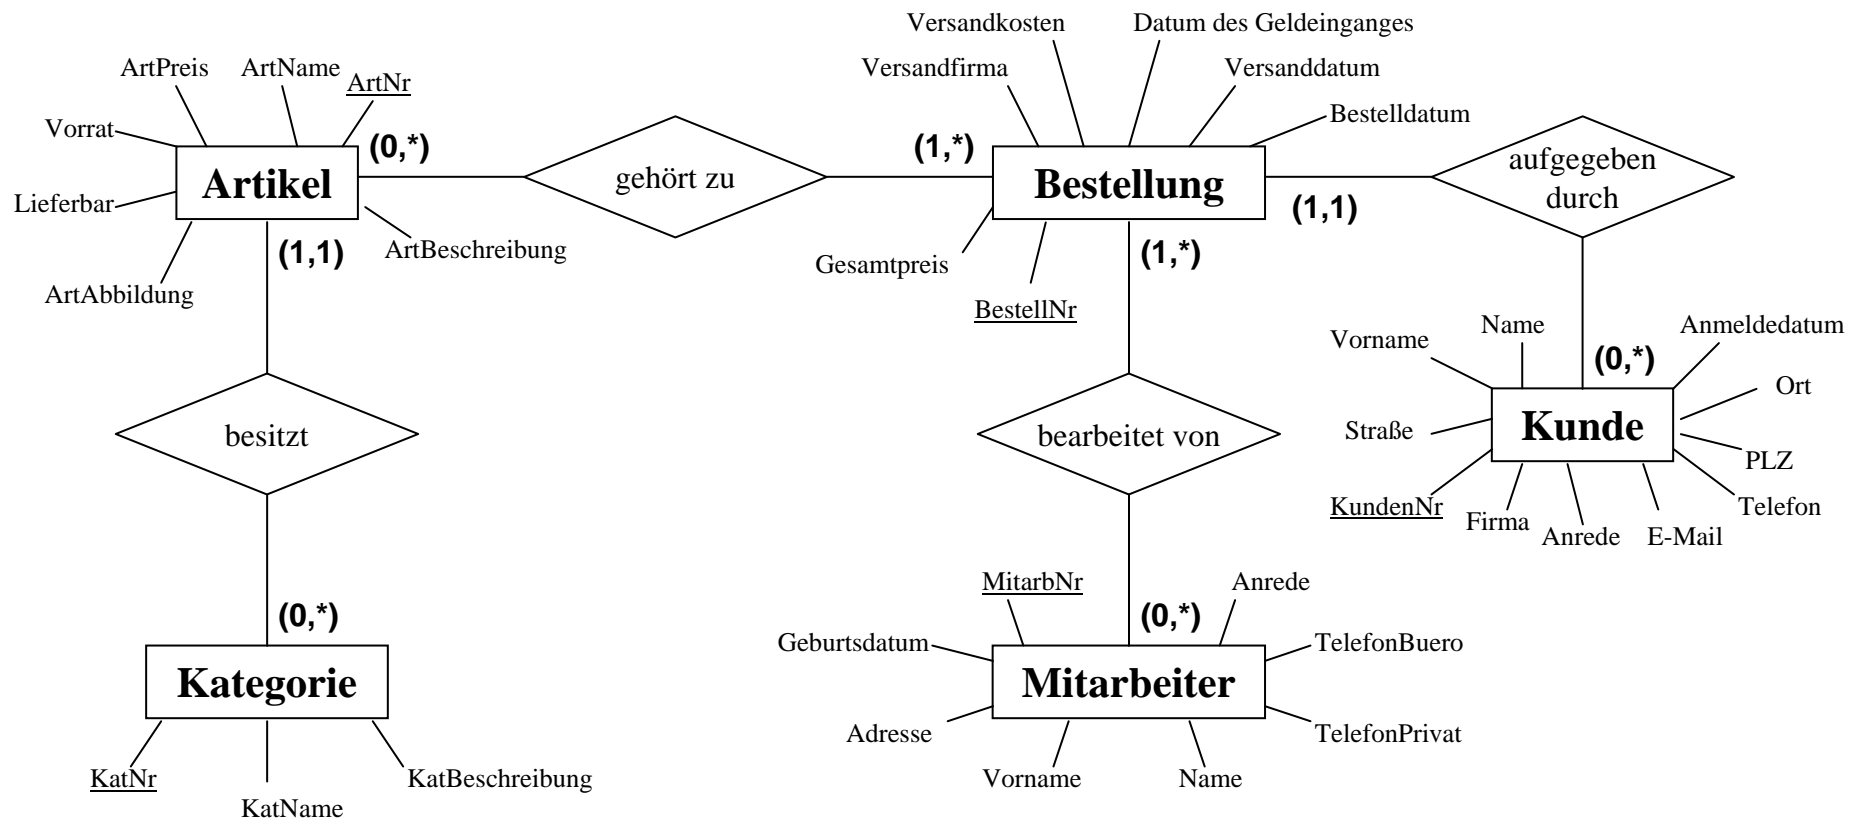 Versandkosten
Datum des Geldeinganges
ArtPreis
ArtName
ArtNr
Versandfirma
Versanddatum
Vorrat
Bestelldatum
(0,*)
(1,*)
Artikel
gehört zu
Bestellung
aufgegeben
durch
Lieferbar
(1,1)
(1,1)
ArtBeschreibung
(1,*)
Gesamtpreis
ArtAbbildung
BestellNr
Vorname
Name
Anmeldedatum
(0,*)
Ort
besitzt
bearbeitet von
Straße
Kunde
PLZ
KundenNr
Firma
Anrede
E-Mail
Telefon
MitarbNr
Anrede
(0,*)
(0,*)
Geburtsdatum
TelefonBuero
Kategorie
Mitarbeiter
Adresse
TelefonPrivat
KatNr
KatName
KatBeschreibung
Vorname
Name